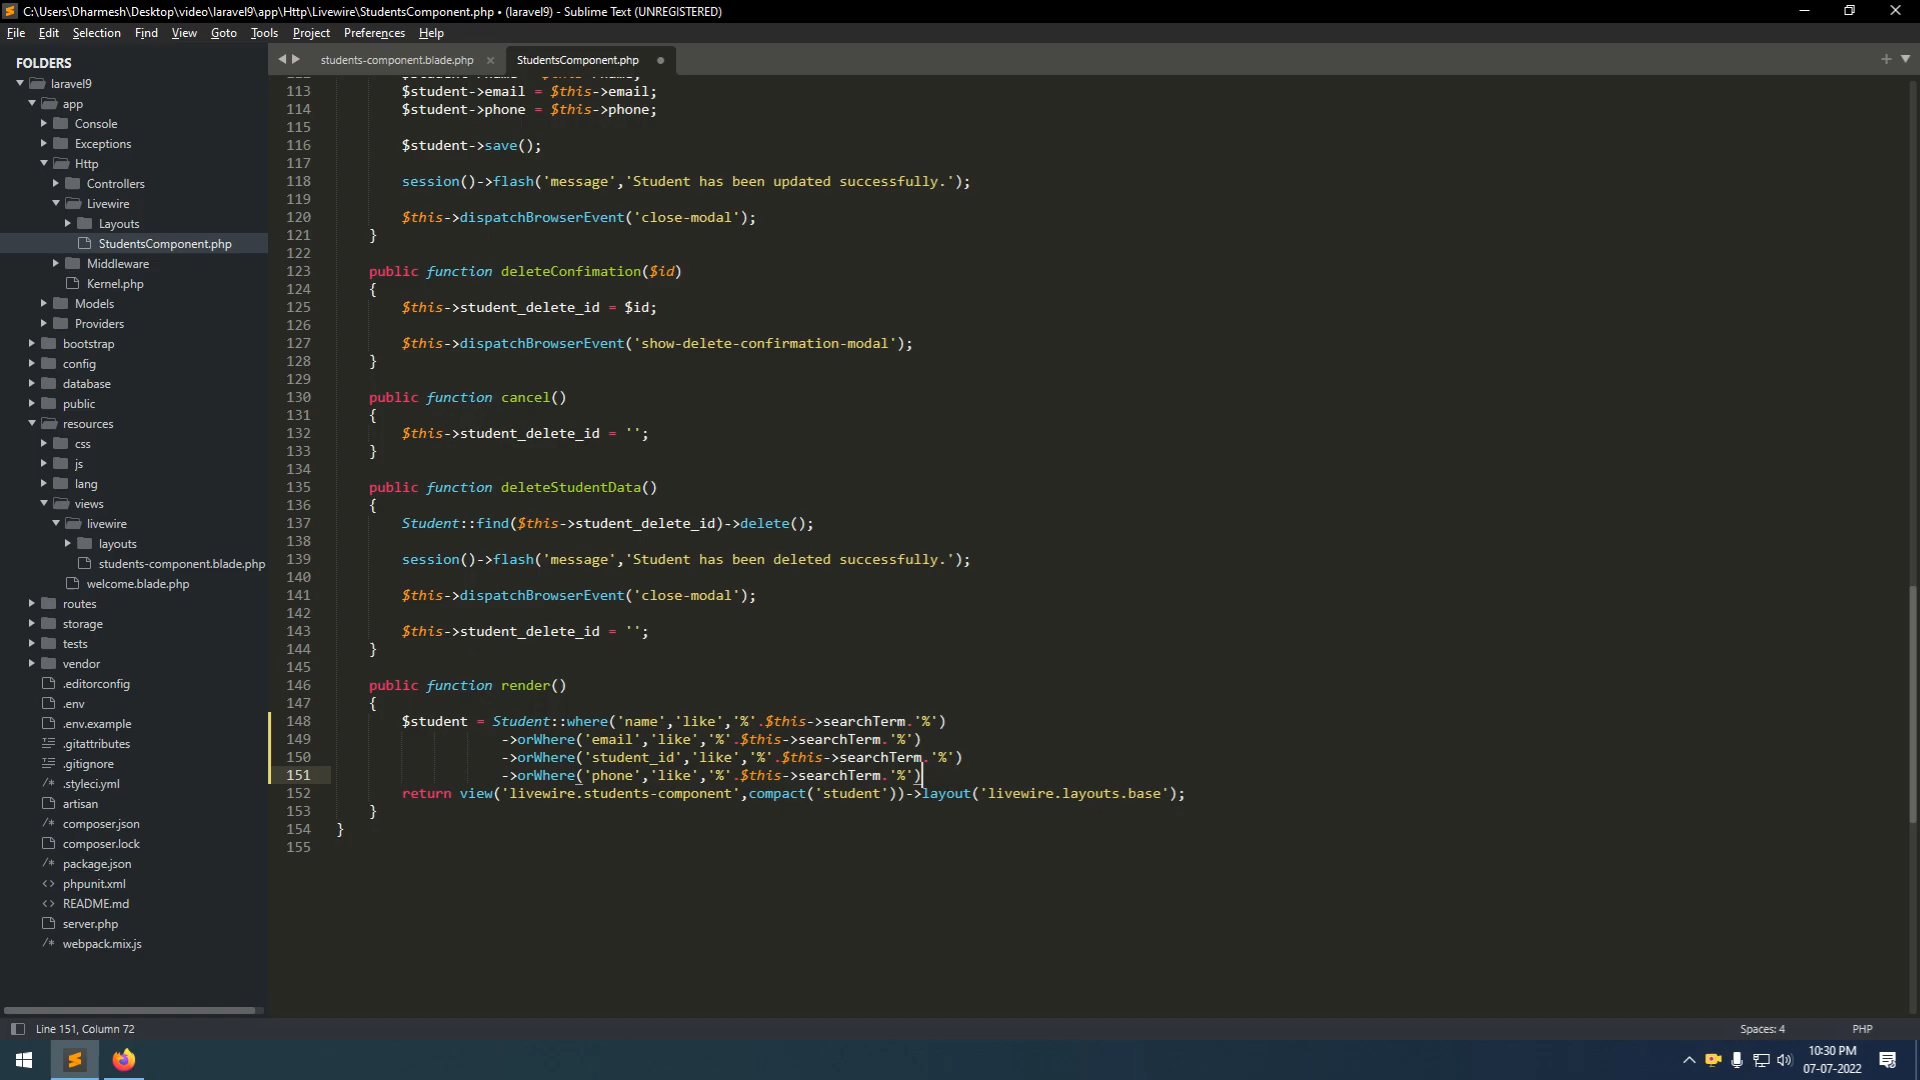 C:\Users\Dharmesh\Desktop\video\laravel9\app\Http\Livewire\StudentsComponent.php • (laravel9) - Sublime Text (UNREGISTERED)
File Edit Selection Find View Goto Tools Project Preferences Help
FOLDERS
laravel9
app
Console
Exceptions
Http
Controllers
Livewire
Layouts
StudentsComponent.php
Middleware
Kernel.php
Models
Providers
bootstrap
config
database
public
resources
css
js
lang
views
livewire
layouts
students-component.blade.php
welcome.blade.php
routes
storage
tests
vendor
.editorconfig
.env
.env.example
.gitattributes
.gitignore
.styleci.yml
artisan
composer.json
composer.lock
package.json
phpunit.xml
README.md
server.php
webpack.mix.js
students-component.blade.php
StudentsComponent.php
113 $student->email = $this->email;
114 $student->phone = $this->phone;
115
116 $student->save();
117
118 session()->flash('message','Student has been updated successfully.');
119
120 $this->dispatchBrowserEvent('close-modal');
121 }
122
123 public function deleteConfimation($id)
124 {
125 $this->student_delete_id = $id;
126
127 $this->dispatchBrowserEvent('show-delete-confirmation-modal');
128 }
129
130 public function cancel()
131 {
132 $this->student_delete_id = '';
133 }
134
135 public function deleteStudentData()
136 {
137 Student::find($this->student_delete_id)->delete();
138
139 session()->flash('message','Student has been deleted successfully.');
140
141 $this->dispatchBrowserEvent('close-modal');
142
143 $this->student_delete_id = '';
144 }
145
146 public function render()
147 {
148 $student = Student::where('name','like','%'.$this->searchTerm.'%')
149 ->orWhere('email','like','%'.$this->searchTerm.'%')
150 ->orWhere('student_id','like','%'.$this->searchTerm.'%')
151 ->orWhere('phone','like','%'.$this->searchTerm.'%')
152 return view('livewire.students-component',compact('student'))->layout('livewire.layouts.base');
153 }
154 }
155
Line 151, Column 72
Spaces: 4
PHP
10:30 PM
07-07-2022